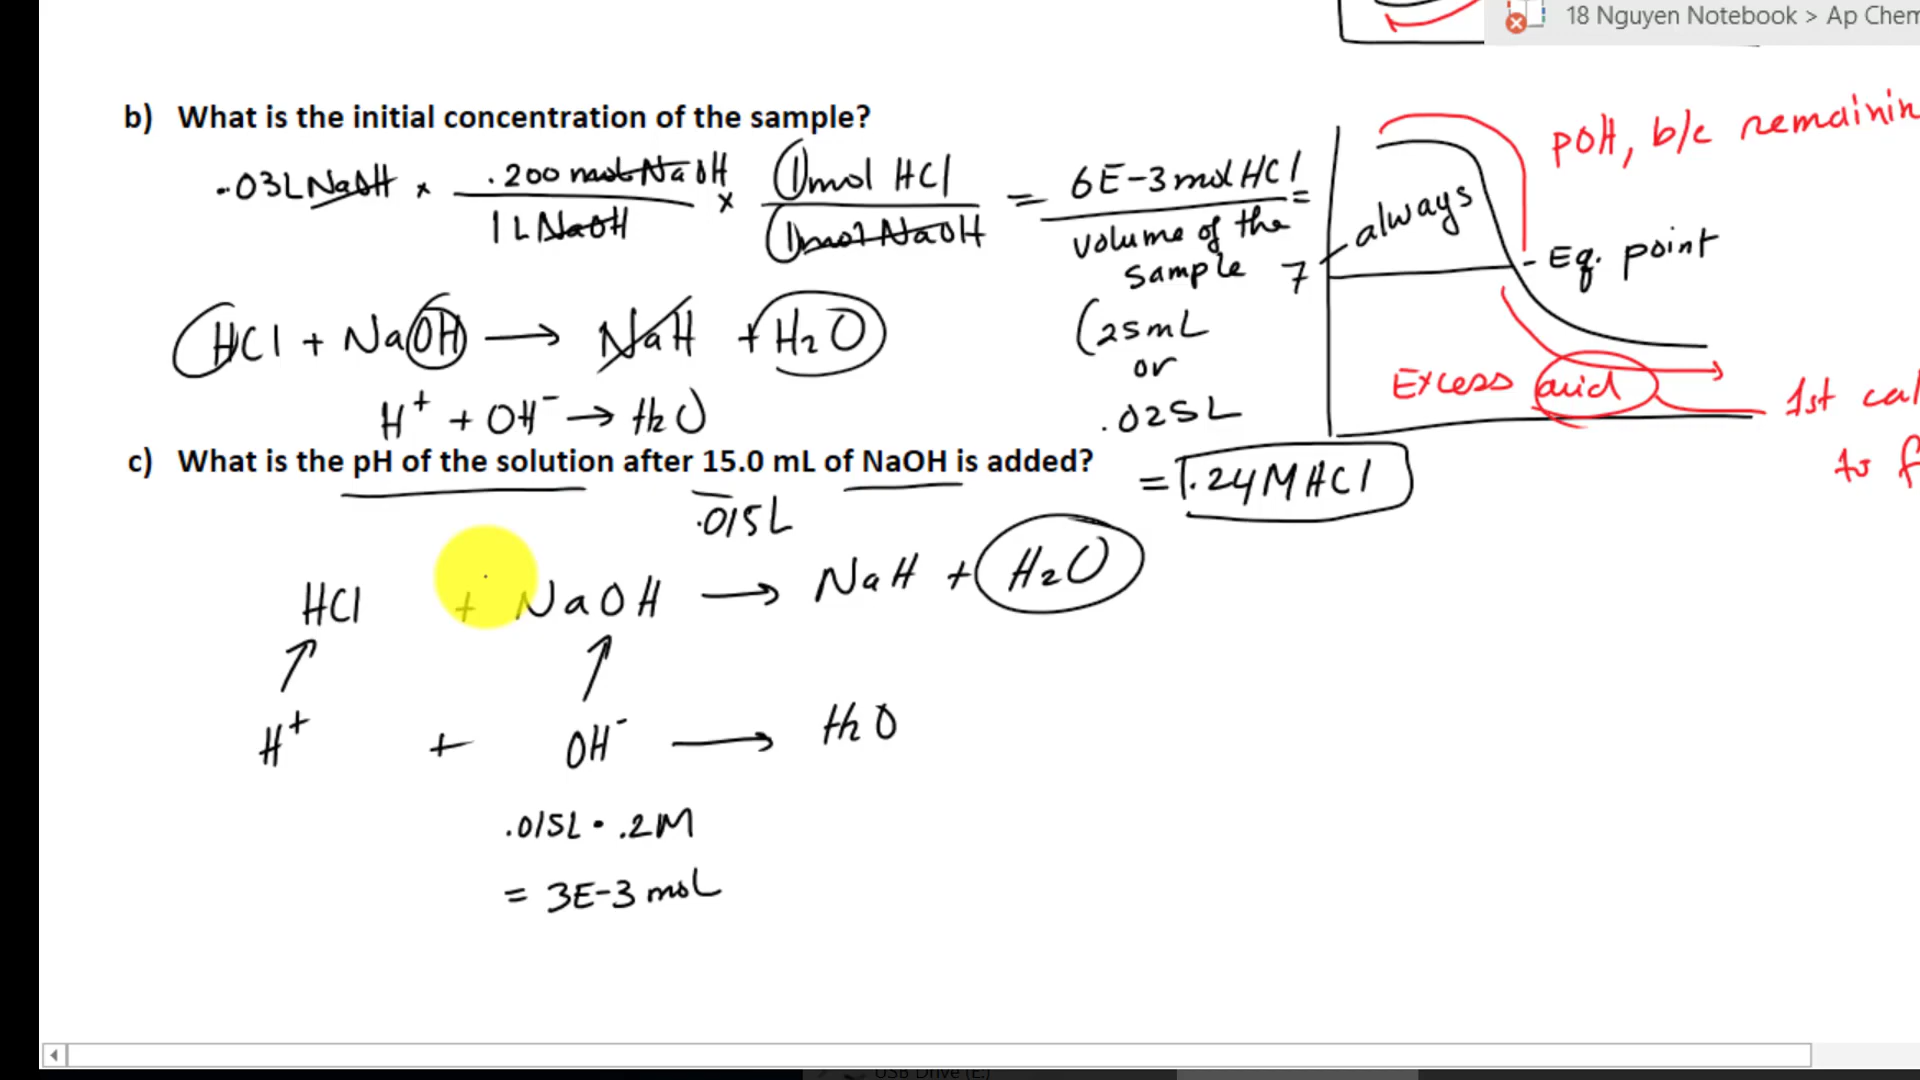 18 Nguyen Notebook > Ap Chem
b) What is the initial concentration of the sample?
.03L NaOH x .200 mol NaOH / 1L NaOH x 1 mol HCl / 1 mol NaOH = 6E-3 mol HCl / volume of the sample =
(25mL
or
.025L
= .24M HCl
HCl + NaOH → NaH + H2O
H+ + OH- → H2O
pOH, b/c remainin
always
7
- Eq. point
Excess acid
1st cal
to f
c) What is the pH of the solution after 15.0 mL of NaOH is added?
.015L
HCl + NaOH → NaH + H2O
H+ + OH- → H2O
.015L · .2M
= 3E-3 mol
USB Drive (E:)